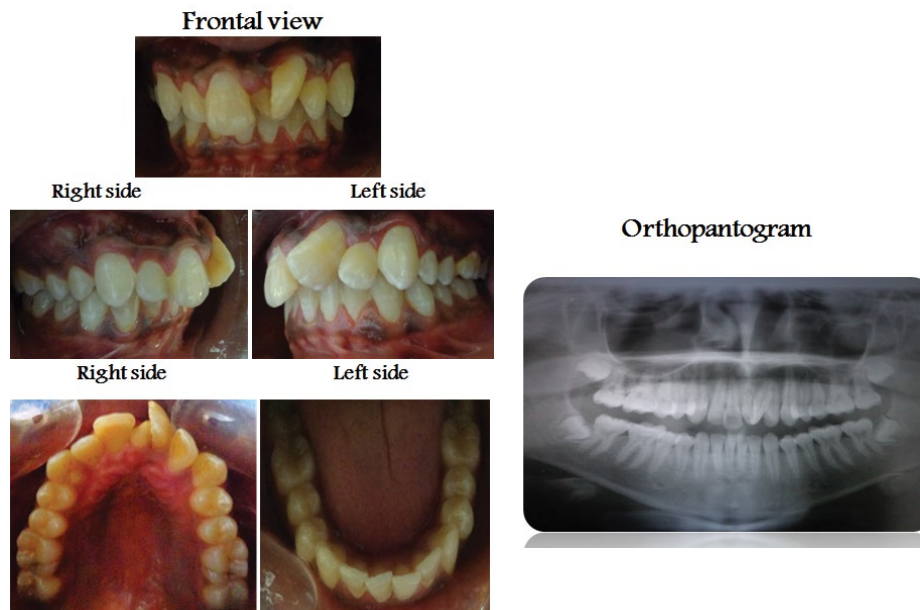 Frontal view
Right side
Left side
Orthopantogram
Right side
Left side